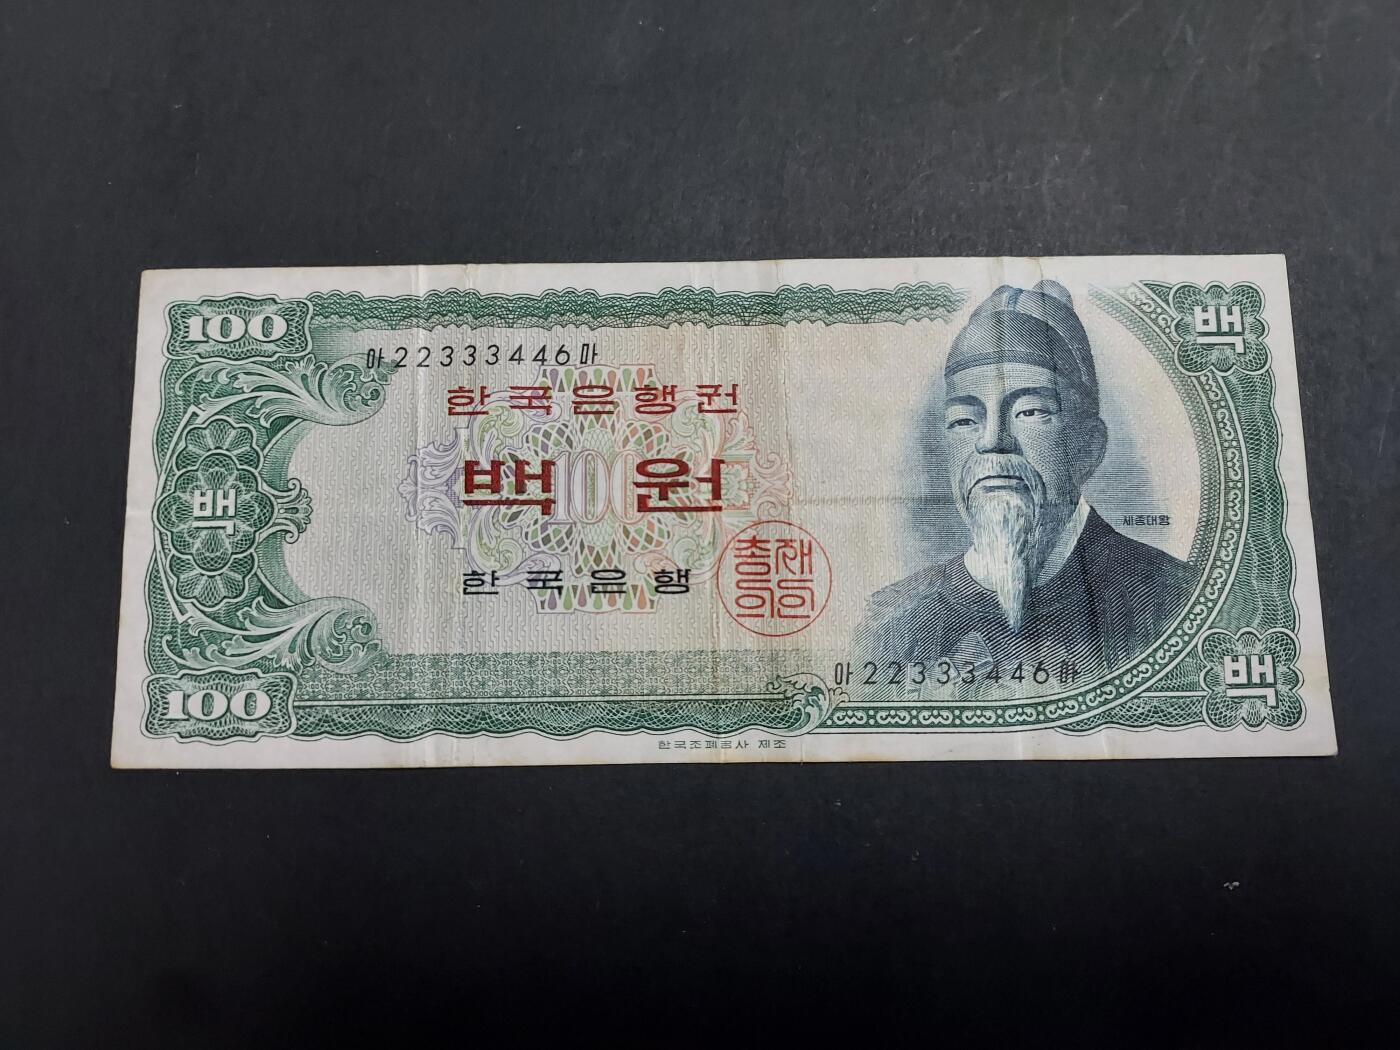 100
백
아22333446마
한국은행권
백
100
백원
세종대왕
한국은행
총재의인
아22333446마
100
백
한국조폐공사 제조